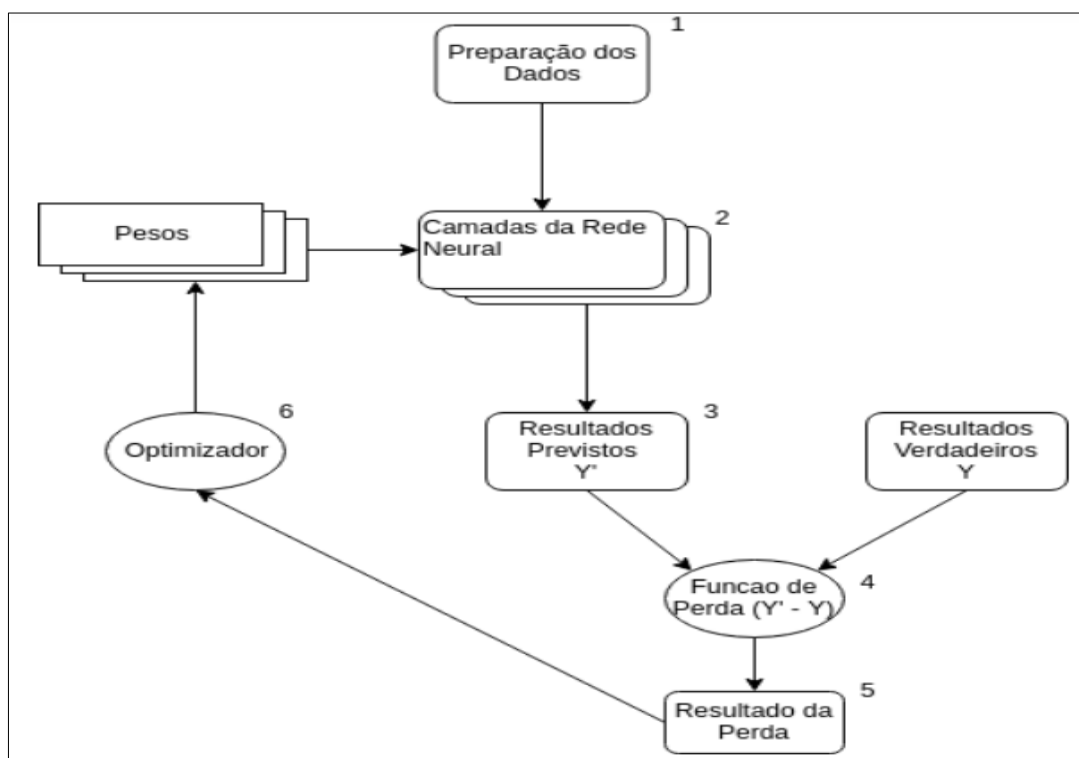 1
Preparação dos
Dados
Pesos
Camadas da Rede
Neural
2
Optimizador
6
Resultados
Previstos
Y'
3
Resultados
Verdadeiros
Y
Funcao de
Perda (Y' - Y)
4
Resultado da
Perda
5